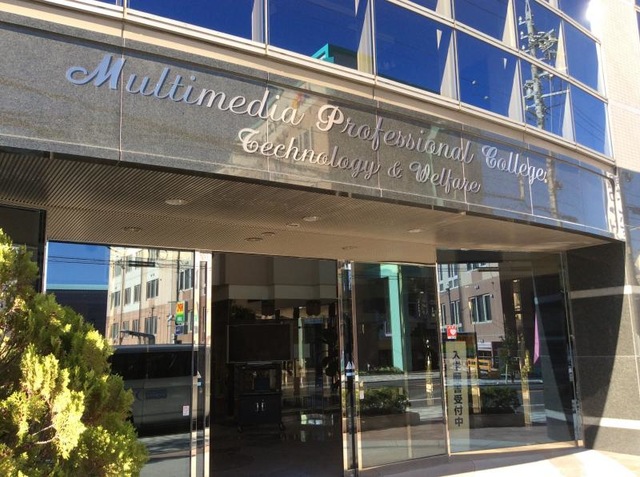 Multimedia Professional College:
Technology & Welfare
入学願書受付中